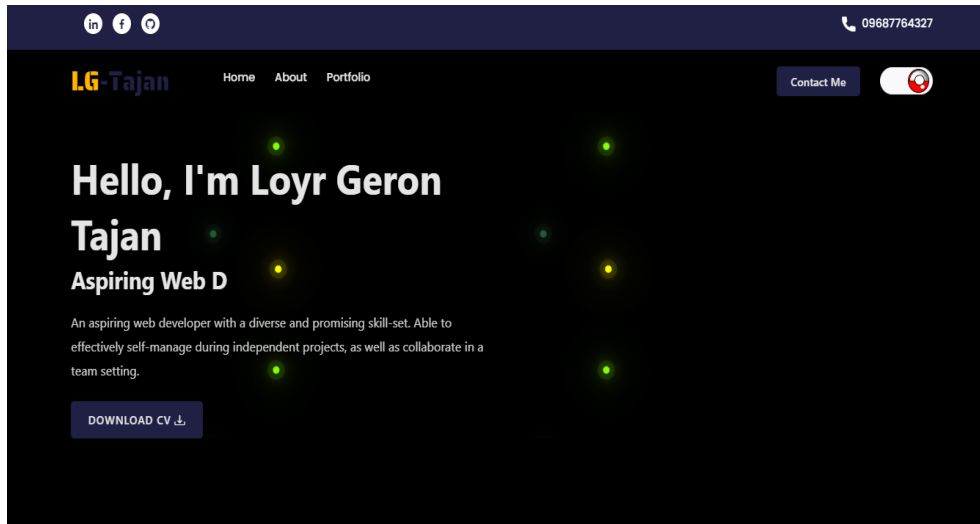 in f
09687764327
LG-Tajan
Home About Portfolio
Contact Me
Hello, I'm Loyr Geron
Tajan
Aspiring Web D
An aspiring web developer with a diverse and promising skill-set. Able to
effectively self-manage during independent projects, as well as collaborate in a
team setting.
DOWNLOAD CV